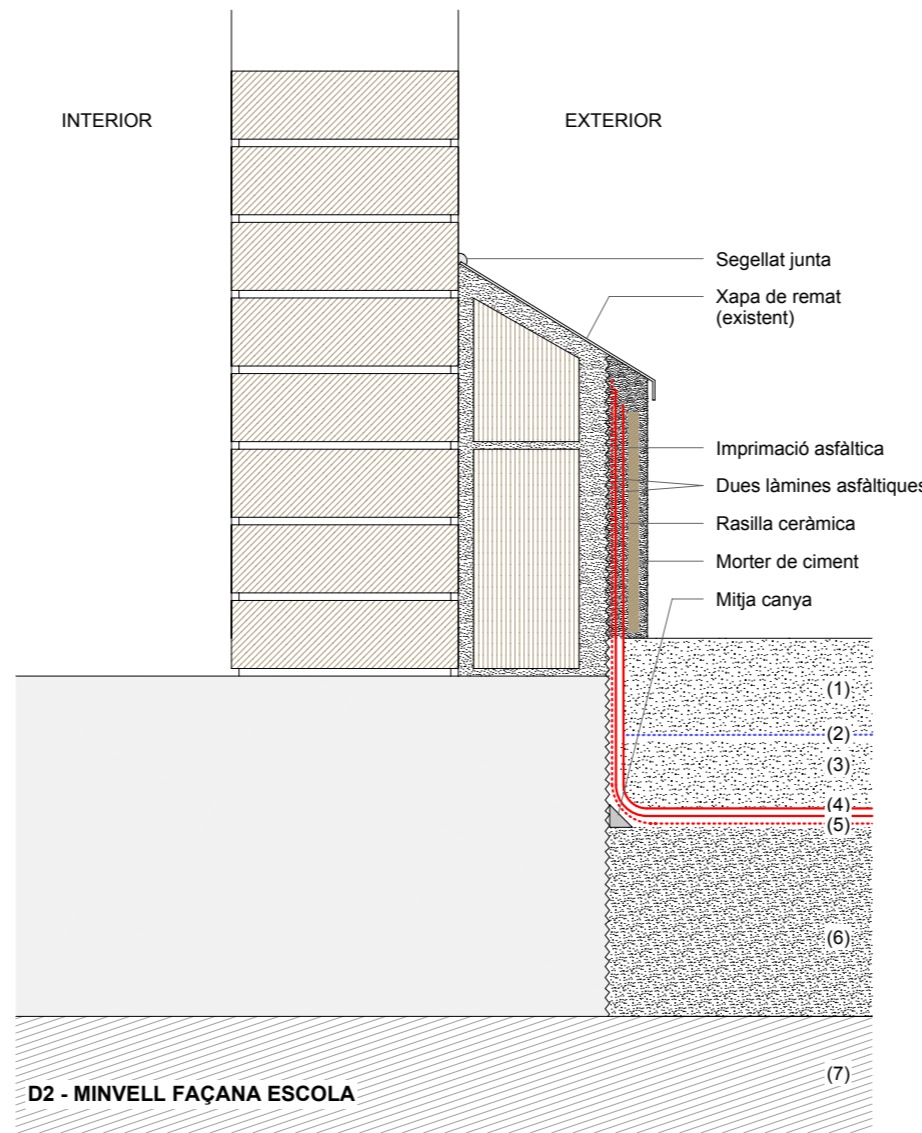 INTERIOR
EXTERIOR
Segellat junta
Xapa de remat
(existent)
Imprimació asfàltica
Dues làmines asfàltiques
Rasilla ceràmica
Morter de ciment
Mitja canya
(1)
(2)
(3)
(4)
(5)
(6)
(7)
D2 - MINVELL FAÇANA ESCOLA